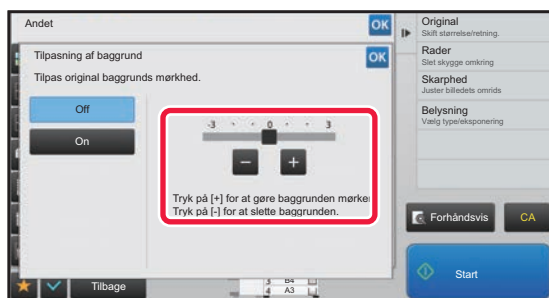 Andet
OK
Tilpasning af baggrund
OK
Tilpas original baggrunds mørkhed.
Off
On
-3 0 3
Tryk på [+] for at gøre baggrunden mørke
Tryk på [-] for at slette baggrunden.
Tilbage
3 B4
4 A3
Original
Skift størrelse/retning.
Rader
Slet skygge omkring
Skarphed
Juster billedets omrids
Belysning
Vælg type/eksponering
Forhåndsvis
CA
Start